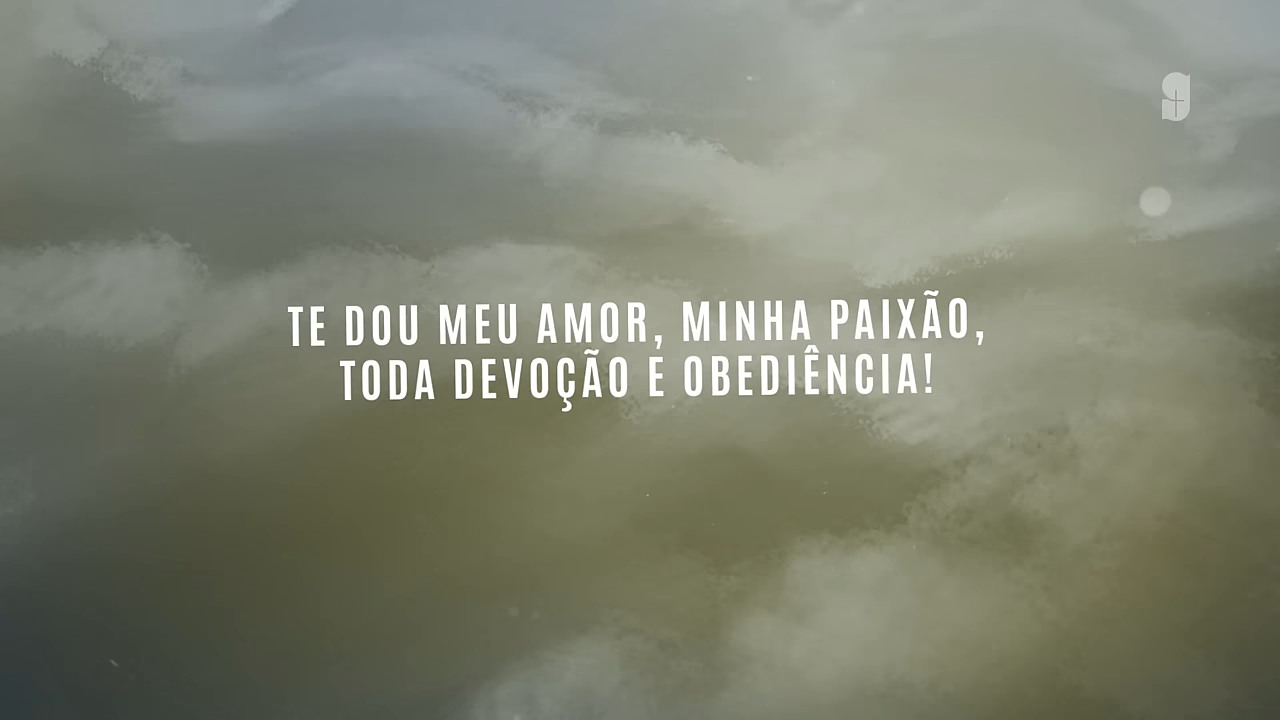 TE DOU MEU AMOR, MINHA PAIXÃO,
TODA DEVOÇÃO E OBEDIÊNCIA!